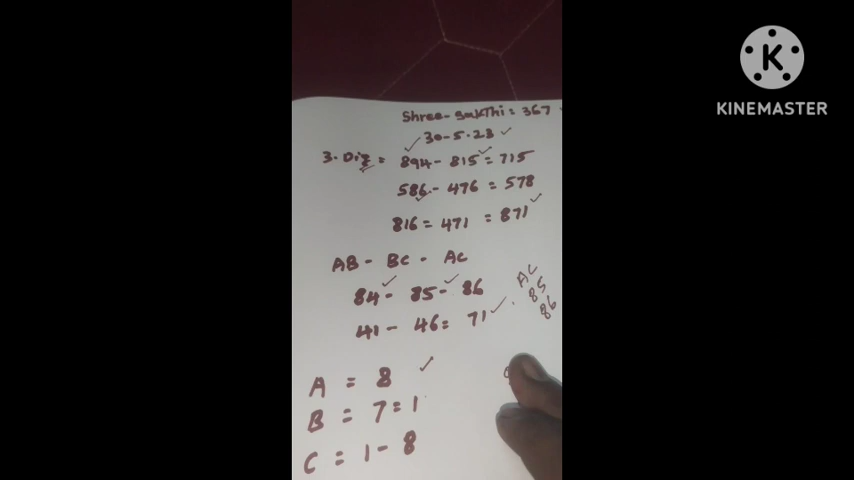 KINEMASTER
Shree-SakThi = 367
30-5-23
3. Dig = 894 - 815 = 715
586 - 476 = 578
816 = 471 = 871
AB - BC - AC
84 - 85 - 86
41 - 46 = 71
AC
85
86
A = 8
B = 7 = 1
C = 1 - 8